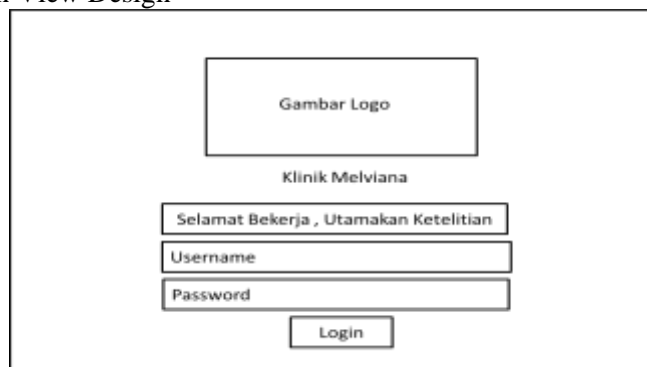 View Design
Gambar Logo
Klinik Melviana
Selamat Bekerja , Utamakan Ketelitian
Username
Password
Login